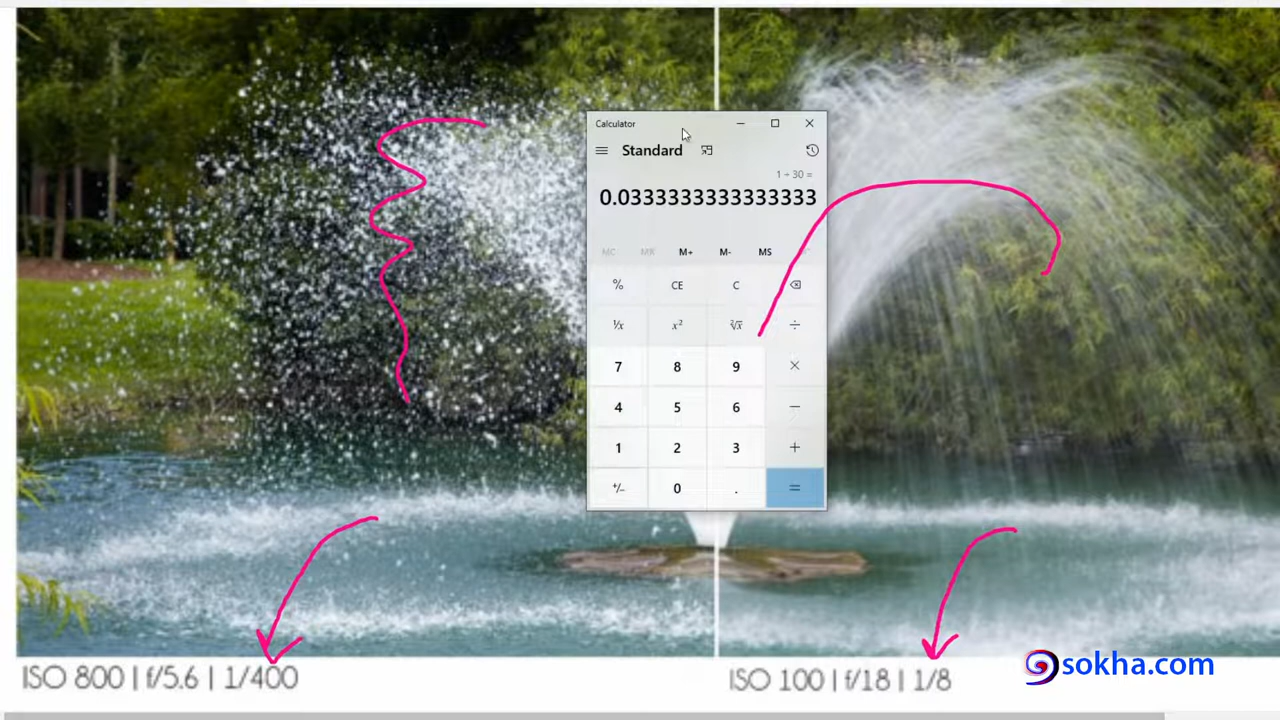 Calculator
Standard
1 ÷ 30 =
0.0333333333333333
MC MR M+ M- MS
% CE C
¹/x x² ²√x ÷
7 8 9 ×
4 5 6 −
1 2 3 +
+/− 0 . =
ISO 800 | f/5.6 | 1/400
ISO 100 | f/18 | 1/8
sokha.com